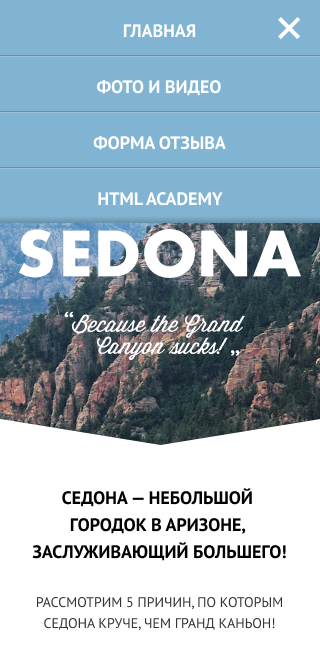 ГЛАВНАЯ
ФОТО И ВИДЕО
ФОРМА ОТЗЫВА
HTML ACADEMY
SEDONA
“Because the Grand
Canyon sucks!„
СЕДОНА — НЕБОЛЬШОЙ
ГОРОДОК В АРИЗОНЕ,
ЗАСЛУЖИВАЮЩИЙ БОЛЬШЕГО!
РАССМОТРИМ 5 ПРИЧИН, ПО КОТОРЫМ
СЕДОНА КРУЧЕ, ЧЕМ ГРАНД КАНЬОН!